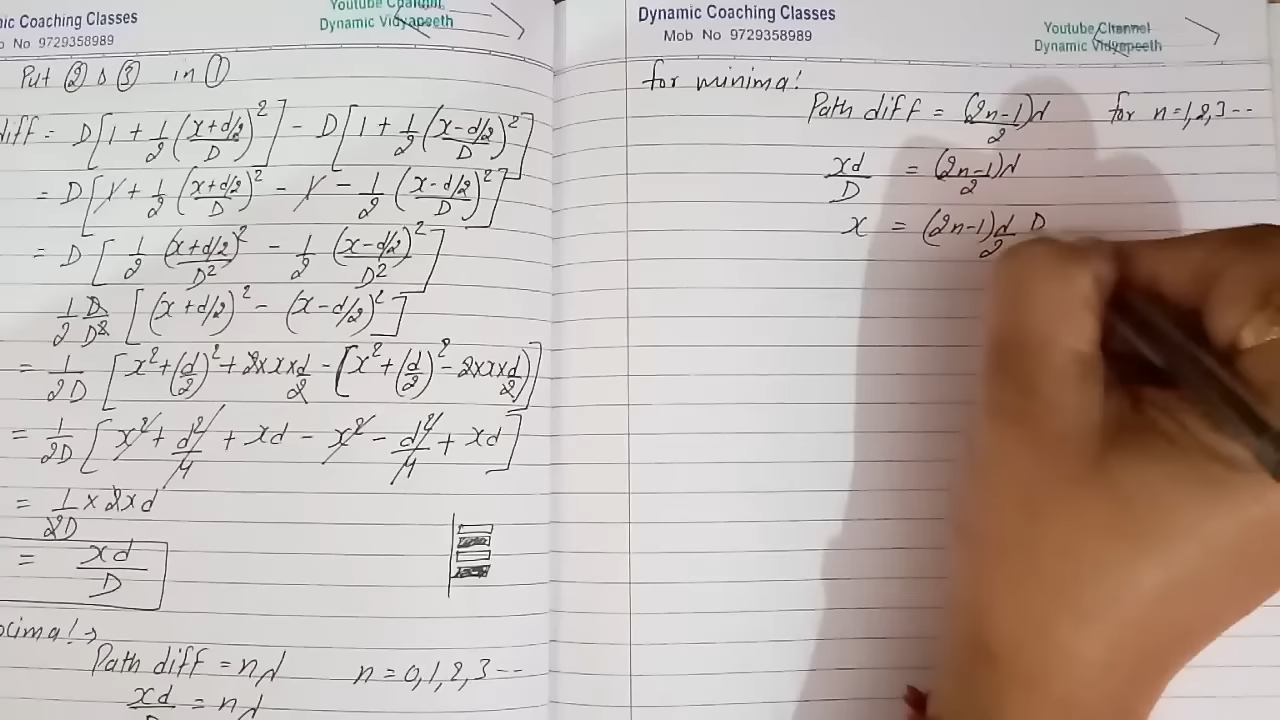 ic Coaching Classes
Mob No 9729358989
Youtube Channel
Dynamic Vidyapeeth
Put ② & ③ in ①
diff = D[1 + 1/2 ((x+d/2)/D)²] - D[1 + 1/2 ((x-d/2)/D)²]
= D[1 + 1/2 ((x+d/2)/D)² - 1 - 1/2 ((x-d/2)/D)²]
= D [1/2 (x+d/2)²/D² - 1/2 (x-d/2)²/D²]
1/2 D/D² [(x+d/2)² - (x-d/2)²]
= 1/2D [x²+(d/2)²+2×x×d/2 - [x²+(d/2)²-2×x×d/2)]
= 1/2D [x²+d²/4 + xd - x² - d²/4 + xd]
= 1/2D × 2xd
= xd/D
xima! →
Path diff = nλ n = 0,1,2,3--
xd = nλ
Dynamic Coaching Classes
Mob No 9729358989
Youtube Channel
Dynamic Vidyapeeth
for minima!
Path diff = (2n-1)λ/2 for n=1,2,3--
xd/D = (2n-1)λ/2
x = (2n-1)λ/2 D